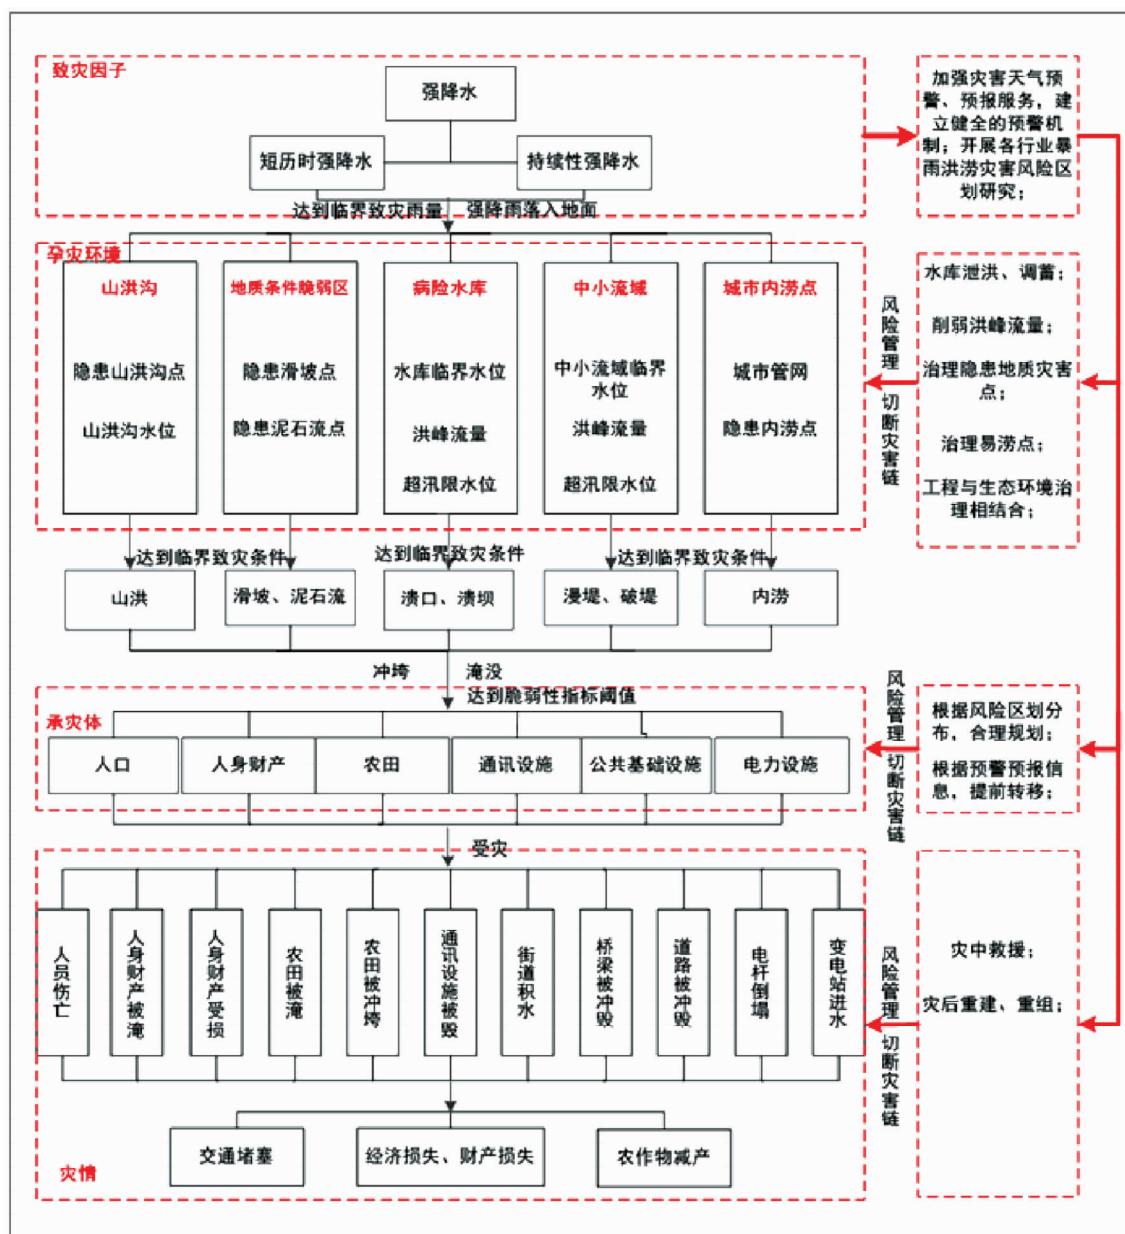 致灾因子
强降水
短历时强降水
持续性强降水
达到临界致灾雨量
强降雨落入地面
加强灾害天气预
警、预报服务，建
立健全的预警机
制；开展各行业暴
雨洪涝灾害风险区
划研究；
孕灾环境
山洪沟
隐患山洪沟点
山洪沟水位
地质条件脆弱区
隐患滑坡点
隐患泥石流点
病险水库
水库临界水位
洪峰流量
超汛限水位
中小流域
中小流域临界
水位
洪峰流量
超汛限水位
城市内涝点
城市管网
隐患内涝点
风险管理
切断灾害链
水库泄洪、调蓄；
削弱洪峰流量；
治理隐患地质灾害
点；
治理易涝点；
工程与生态环境治
理相结合；
达到临界致灾条件
达到临界致灾条件
达到临界致灾条件
山洪
滑坡、泥石流
溃口、溃坝
漫堤、破堤
内涝
冲垮
淹没
达到脆弱性指标阈值
承灾体
人口
人身财产
农田
通讯设施
公共基础设施
电力设施
风险管理
切断灾害链
根据风险区划分
布，合理规划；
根据预警预报信
息，提前转移；
受灾
人员伤亡
人身财产被淹
人身财产受损
农田被淹
农田被冲垮
通讯设施被毁
街道积水
桥梁被冲毁
道路被冲毁
电杆倒塌
变电站进水
风险管理
切断灾害链
灾中救援；
灾后重建、重组；
交通堵塞
经济损失、财产损失
农作物减产
灾情